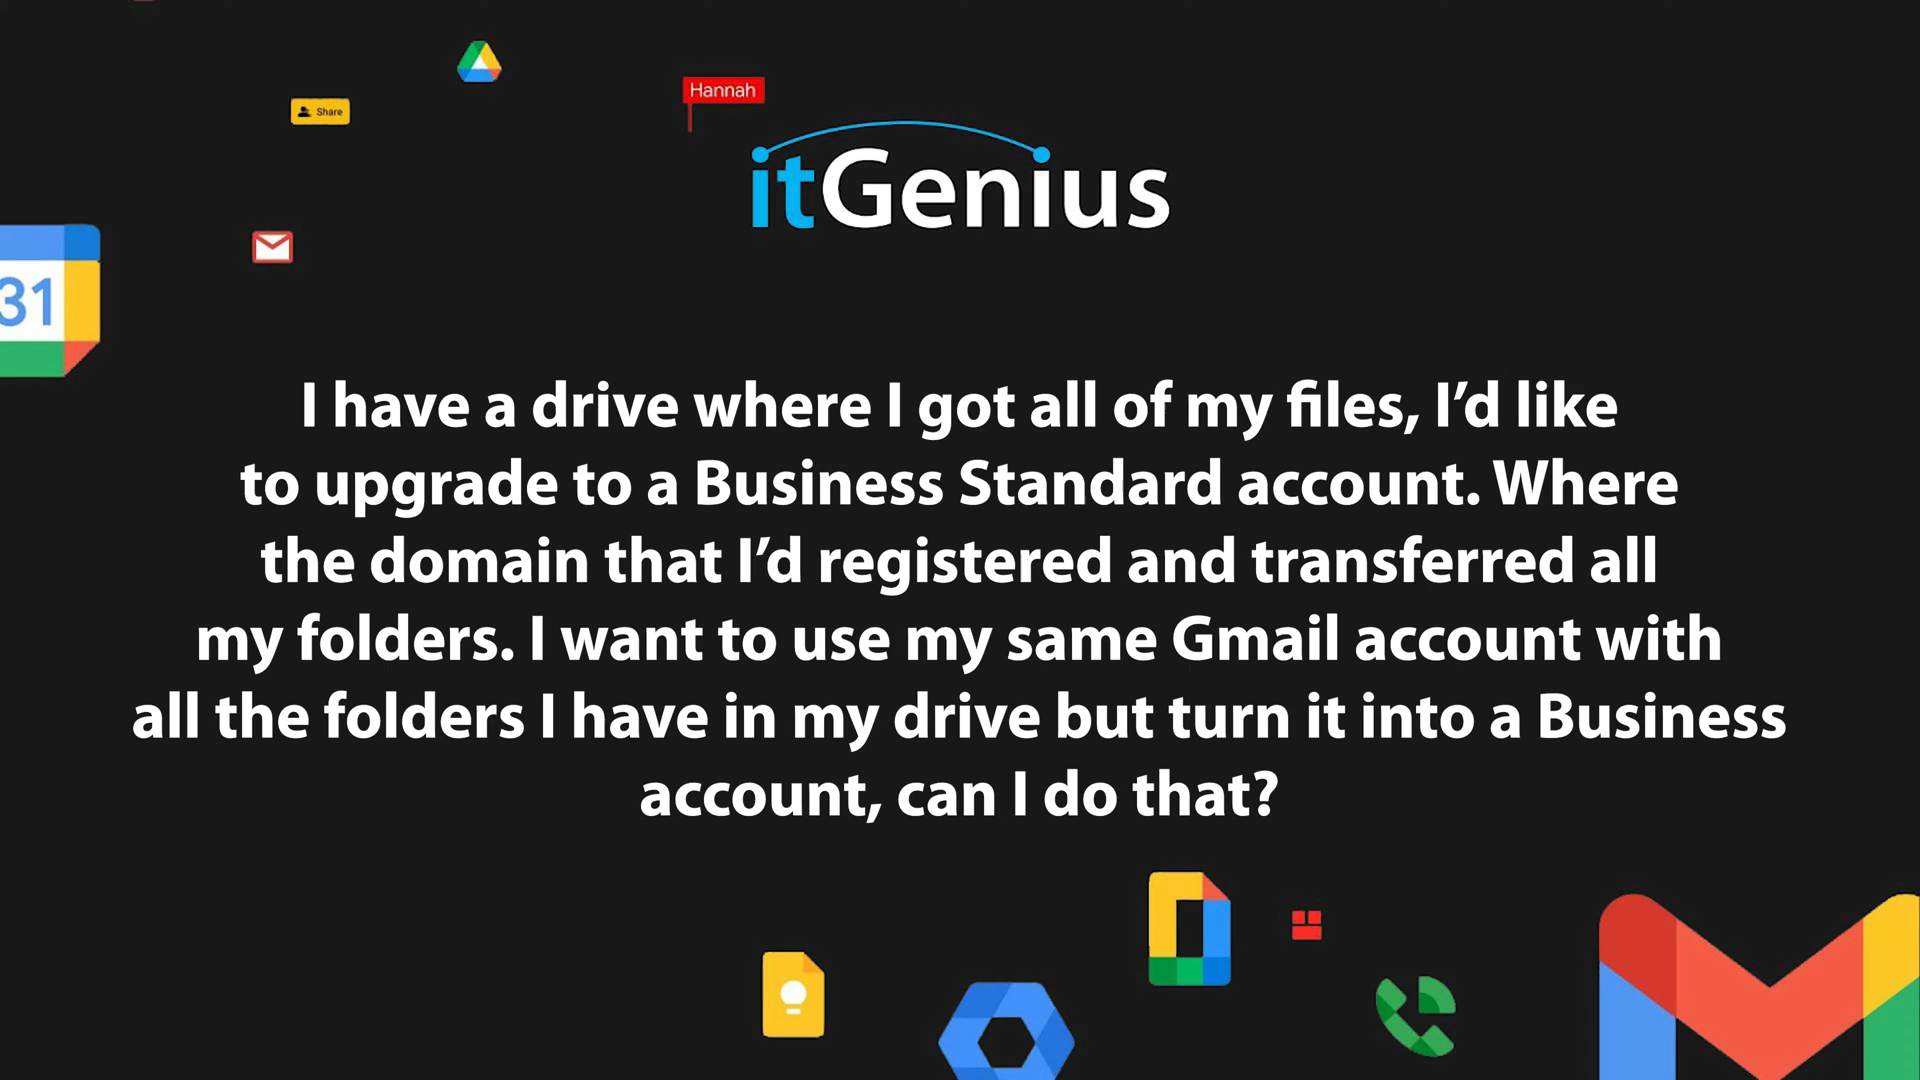 Hannah
Share
itGenius
31
I have a drive where I got all of my files, I’d like
to upgrade to a Business Standard account. Where
the domain that I’d registered and transferred all
my folders. I want to use my same Gmail account with
all the folders I have in my drive but turn it into a Business
account, can I do that?